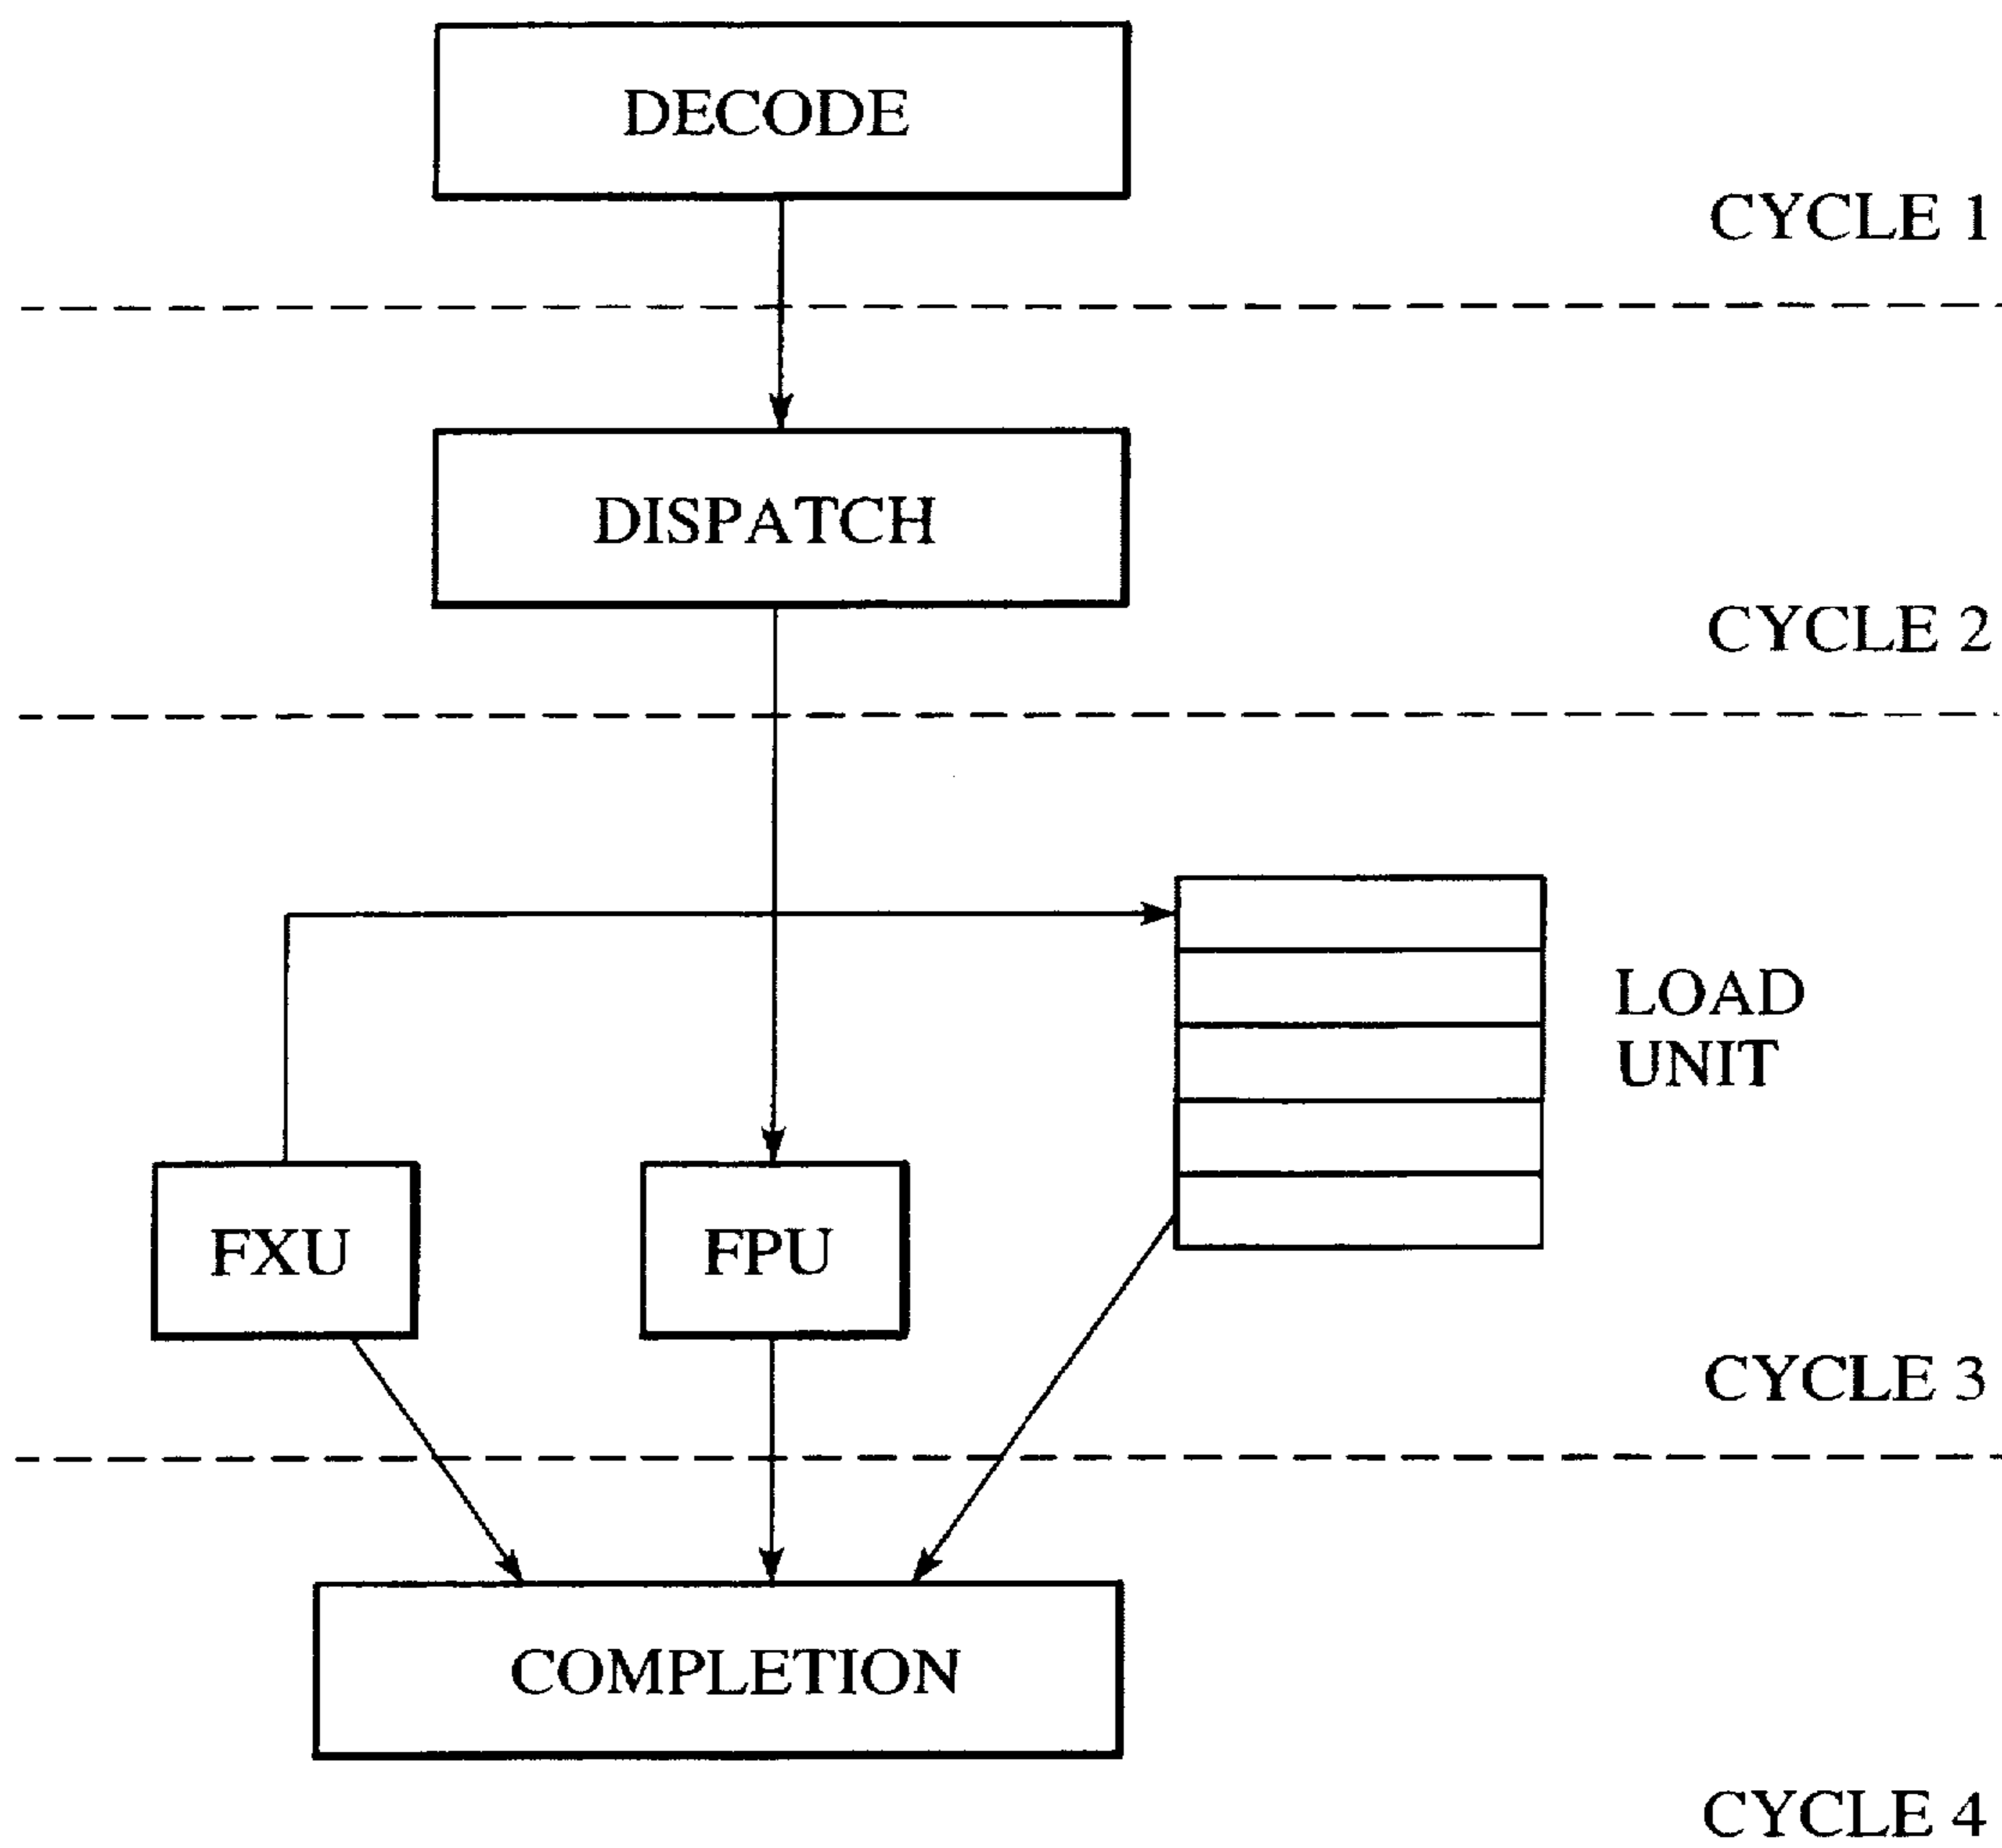 DECODE
CYCLE 1
DISPATCH
CYCLE 2
LOAD
UNIT
FXU
FPU
CYCLE 3
COMPLETION
CYCLE 4